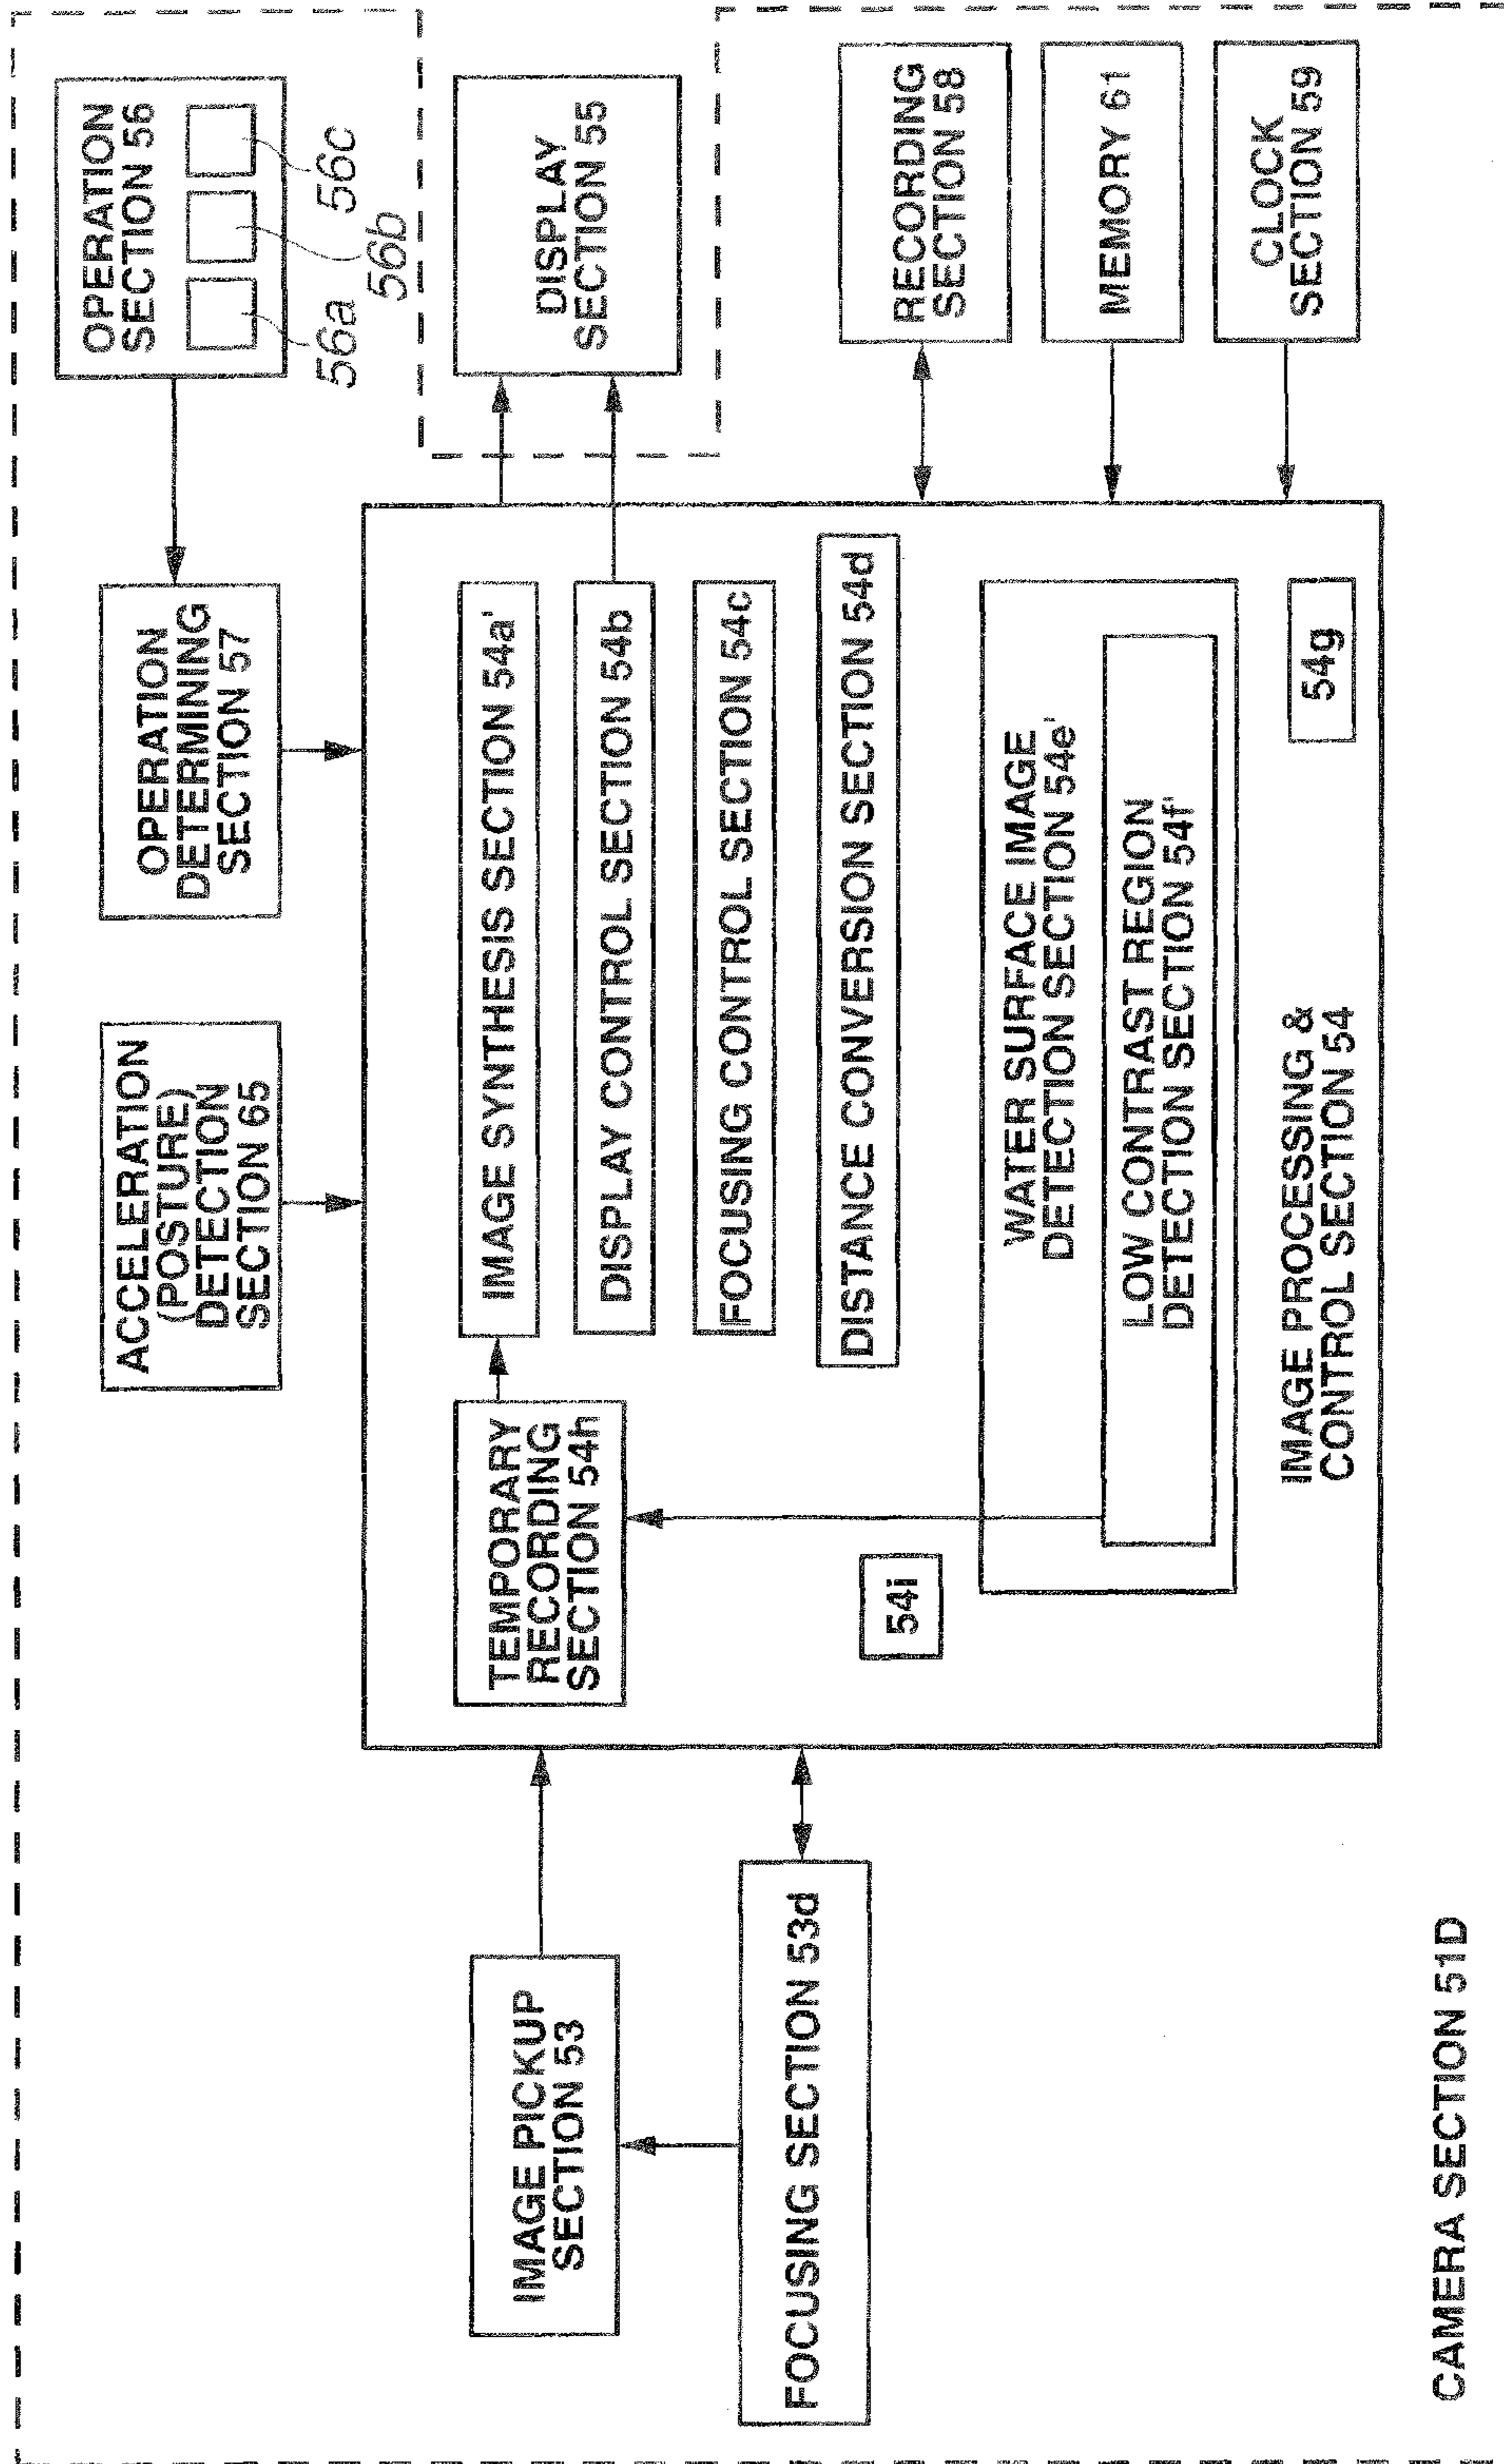 ACCELERATION
(POSTURE)
DETECTION
SECTION 65
OPERATION
DETERMINING
SECTION 57
OPERATION
SECTION 56
56a
56b
56c
IMAGE PICKUP
SECTION 53
FOCUSING SECTION 53d
TEMPORARY
RECORDING
SECTION 54h
IMAGE SYNTHESIS SECTION 54a'
DISPLAY CONTROL SECTION 54b
FOCUSING CONTROL SECTION 54c
DISTANCE CONVERSION SECTION 54d
54i
WATER SURFACE IMAGE
DETECTION SECTION 54e'
LOW CONTRAST REGION
DETECTION SECTION 54f'
54g
IMAGE PROCESSING &
CONTROL SECTION 54
DISPLAY
SECTION 55
RECORDING
SECTION 58
MEMORY 61
CLOCK
SECTION 59
CAMERA SECTION 51D